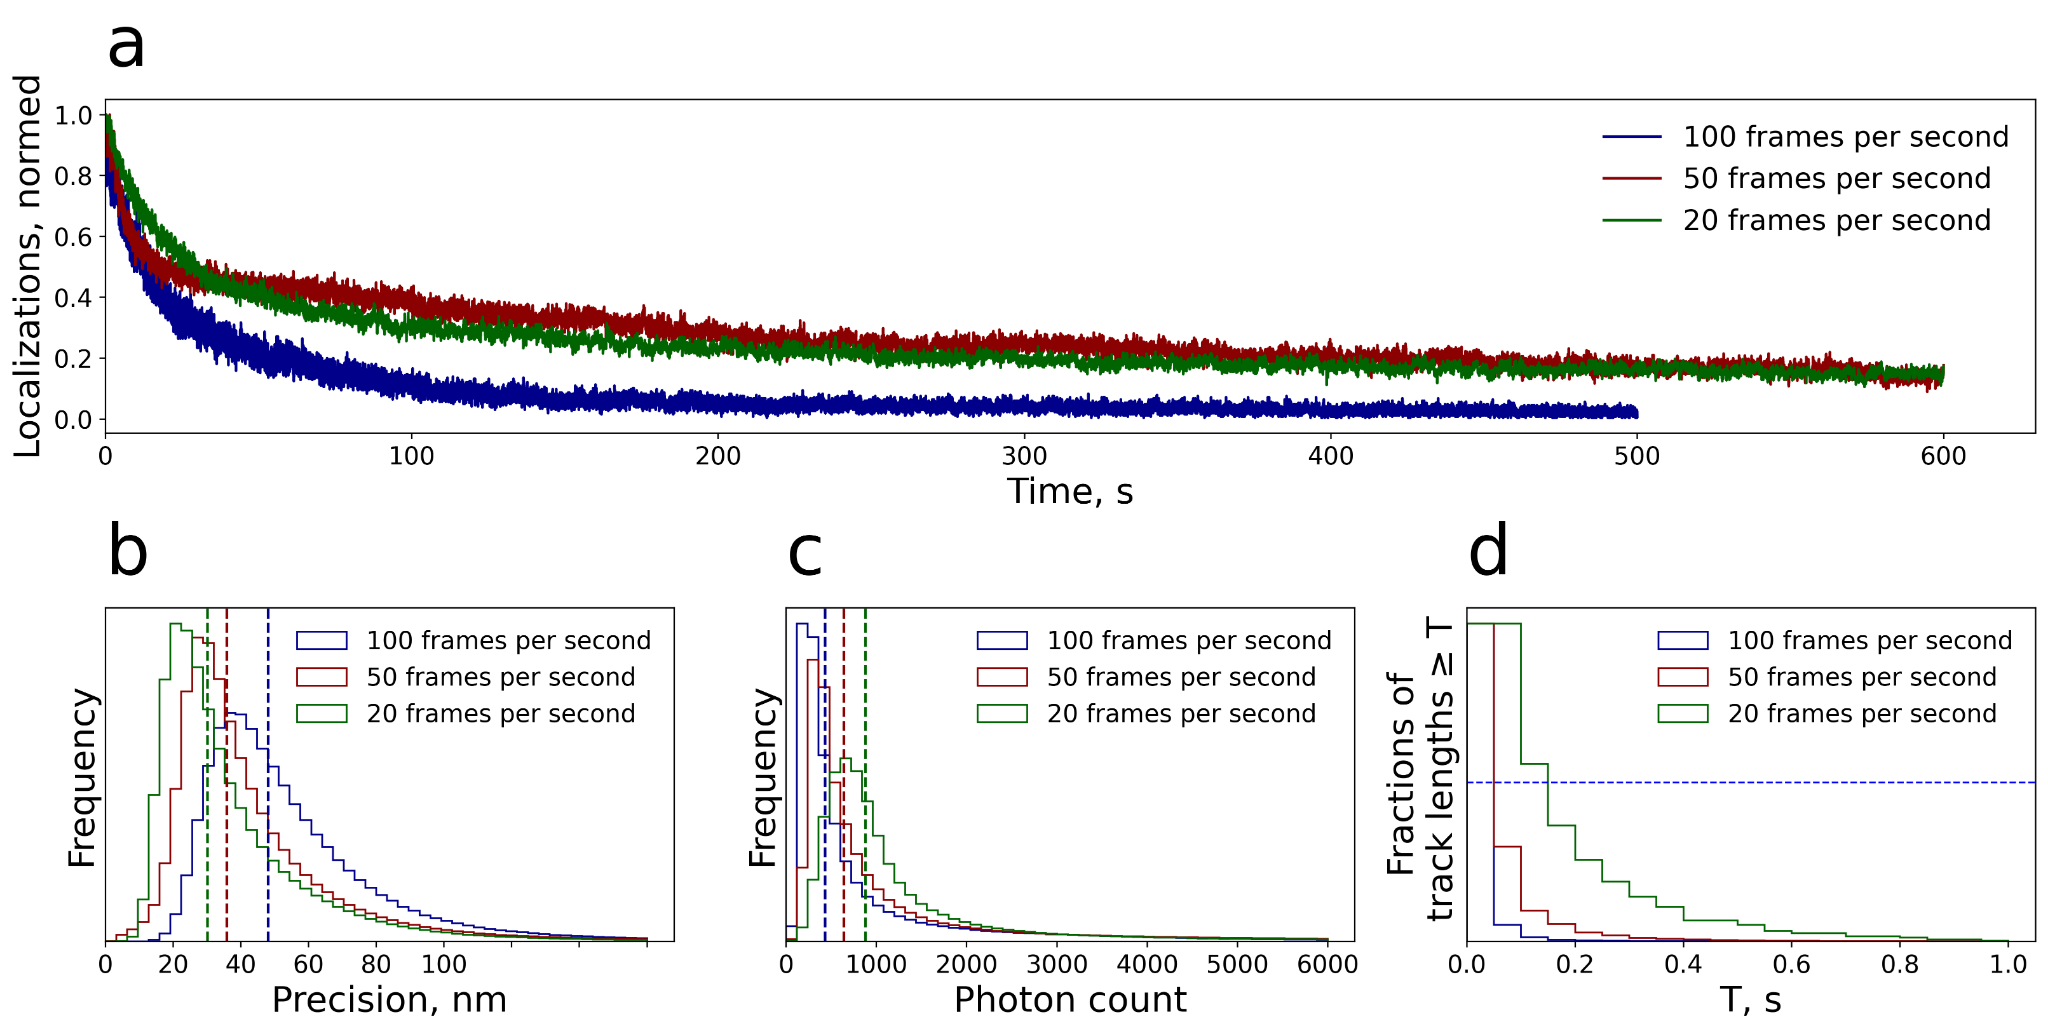 a
Localizations, normed
1.0
0.8
0.6
0.4
0.2
0.0
100 frames per second
50 frames per second
20 frames per second
0 100 200 300 400 500 600
Time, s
b
Frequency
100 frames per second
50 frames per second
20 frames per second
0 20 40 60 80 100
Precision, nm
c
Frequency
100 frames per second
50 frames per second
20 frames per second
0 1000 2000 3000 4000 5000 6000
Photon count
d
Fractions of
track lengths ≥ T
100 frames per second
50 frames per second
20 frames per second
0.0 0.2 0.4 0.6 0.8 1.0
T, s